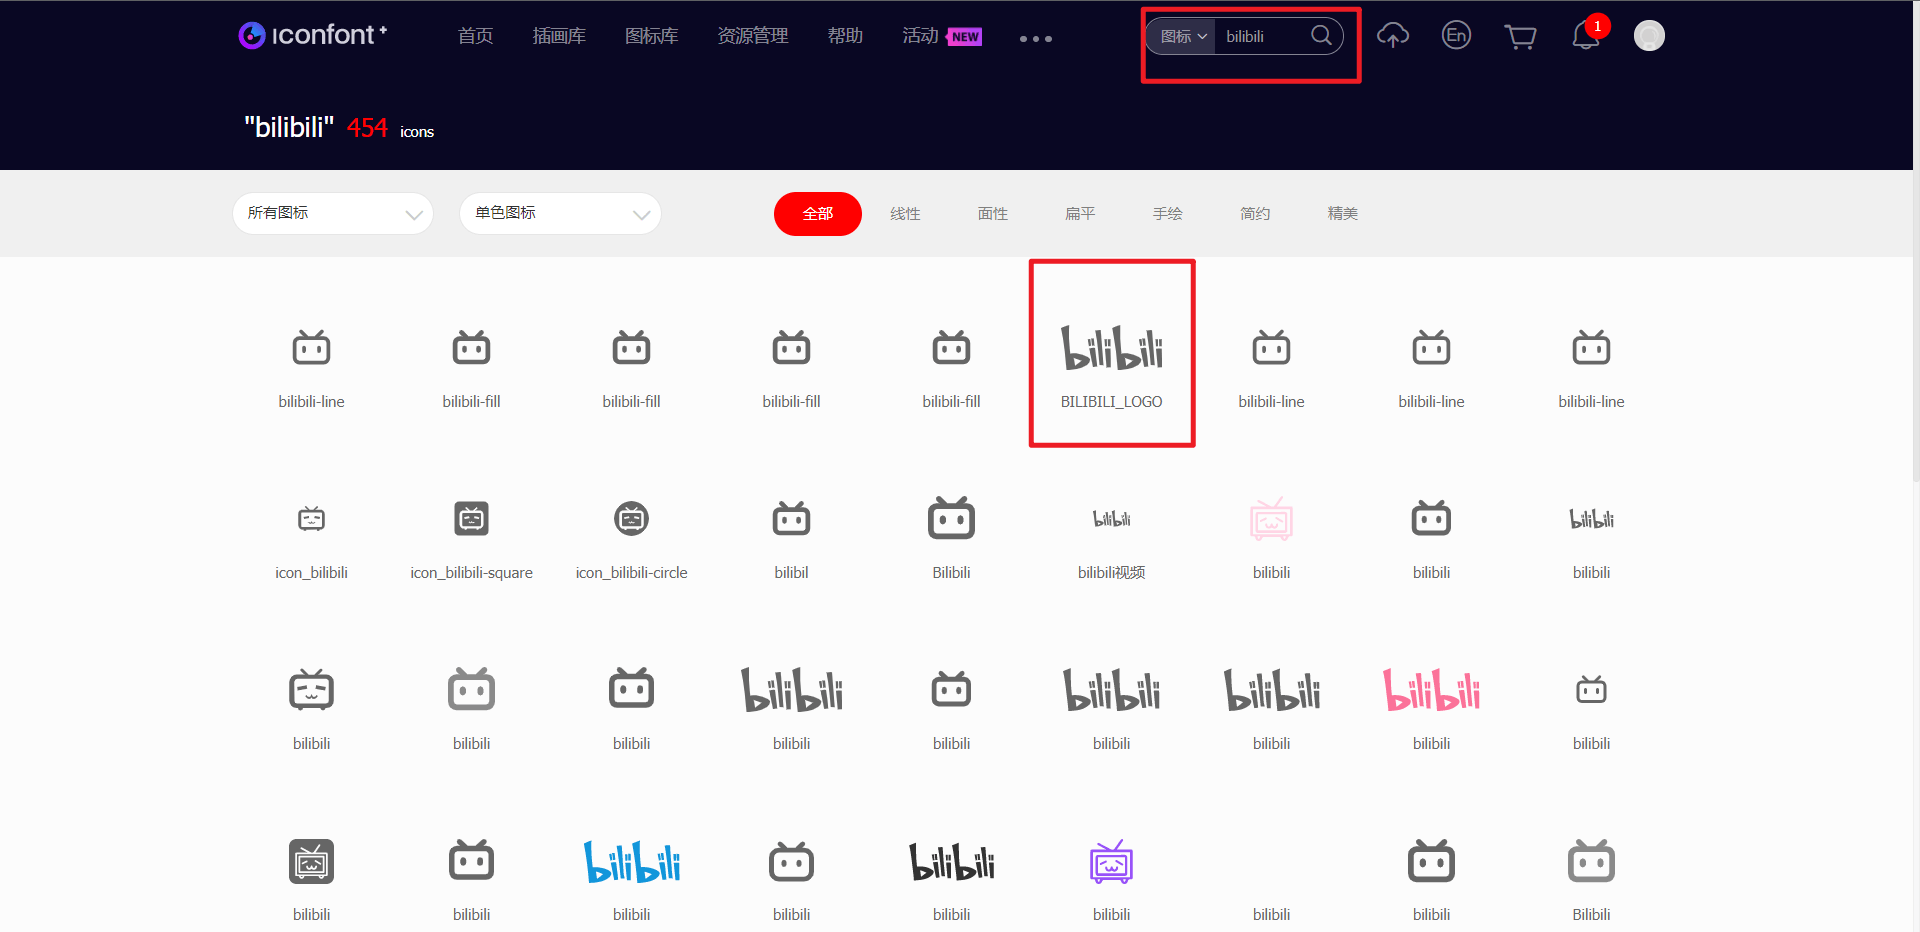 iconfont+ 首页 插画库 图标库 资源管理 帮助 活动 NEW 图标 bilibili En 1
"bilibili" 454 icons
所有图标 单色图标 全部 线性 面性 扁平 手绘 简约 精美
bilibili
bilibili-line bilibili-fill bilibili-fill bilibili-fill bilibili-fill BILIBILI_LOGO bilibili-line bilibili-line bilibili-line
bilibili bilibili
icon_bilibili icon_bilibili-square icon_bilibili-circle bilibil Bilibili bilibili视频 bilibili bilibili bilibili
bilibili bilibili bilibili bilibili
bilibili bilibili bilibili bilibili bilibili bilibili bilibili bilibili bilibili
bilibili bilibili
bilibili bilibili bilibili bilibili bilibili bilibili bilibili bilibili Bilibili